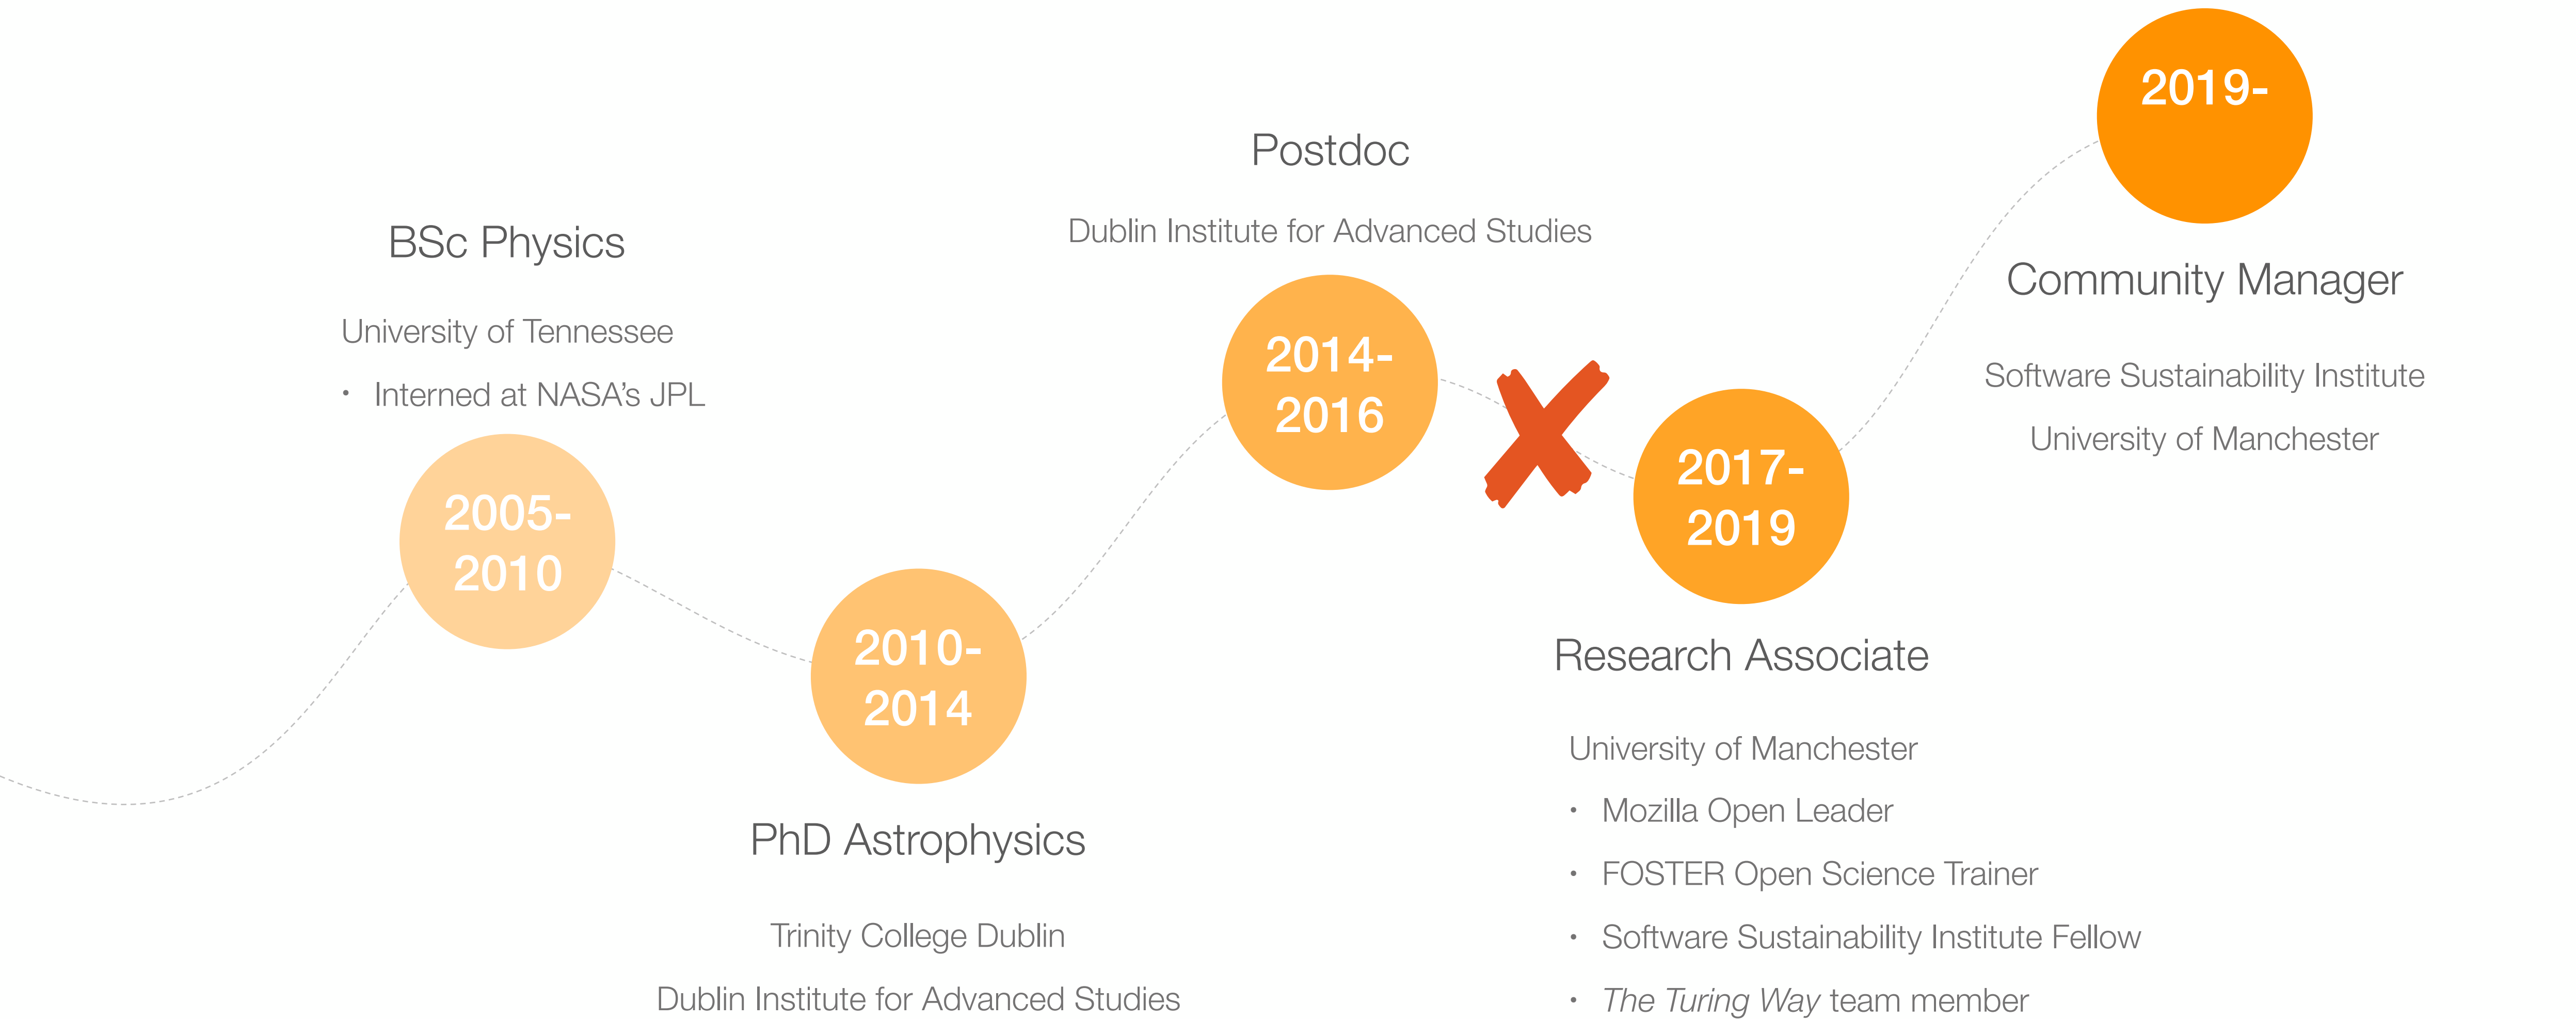 BSc Physics
University of Tennessee
• Interned at NASA’s JPL
2005-
2010
2010-
2014
PhD Astrophysics
Trinity College Dublin
Dublin Institute for Advanced Studies
Postdoc
Dublin Institute for Advanced Studies
2014-
2016
2017-
2019
Research Associate
University of Manchester
• Mozilla Open Leader
• FOSTER Open Science Trainer
• Software Sustainability Institute Fellow
• The Turing Way team member
2019-
Community Manager
Software Sustainability Institute
University of Manchester